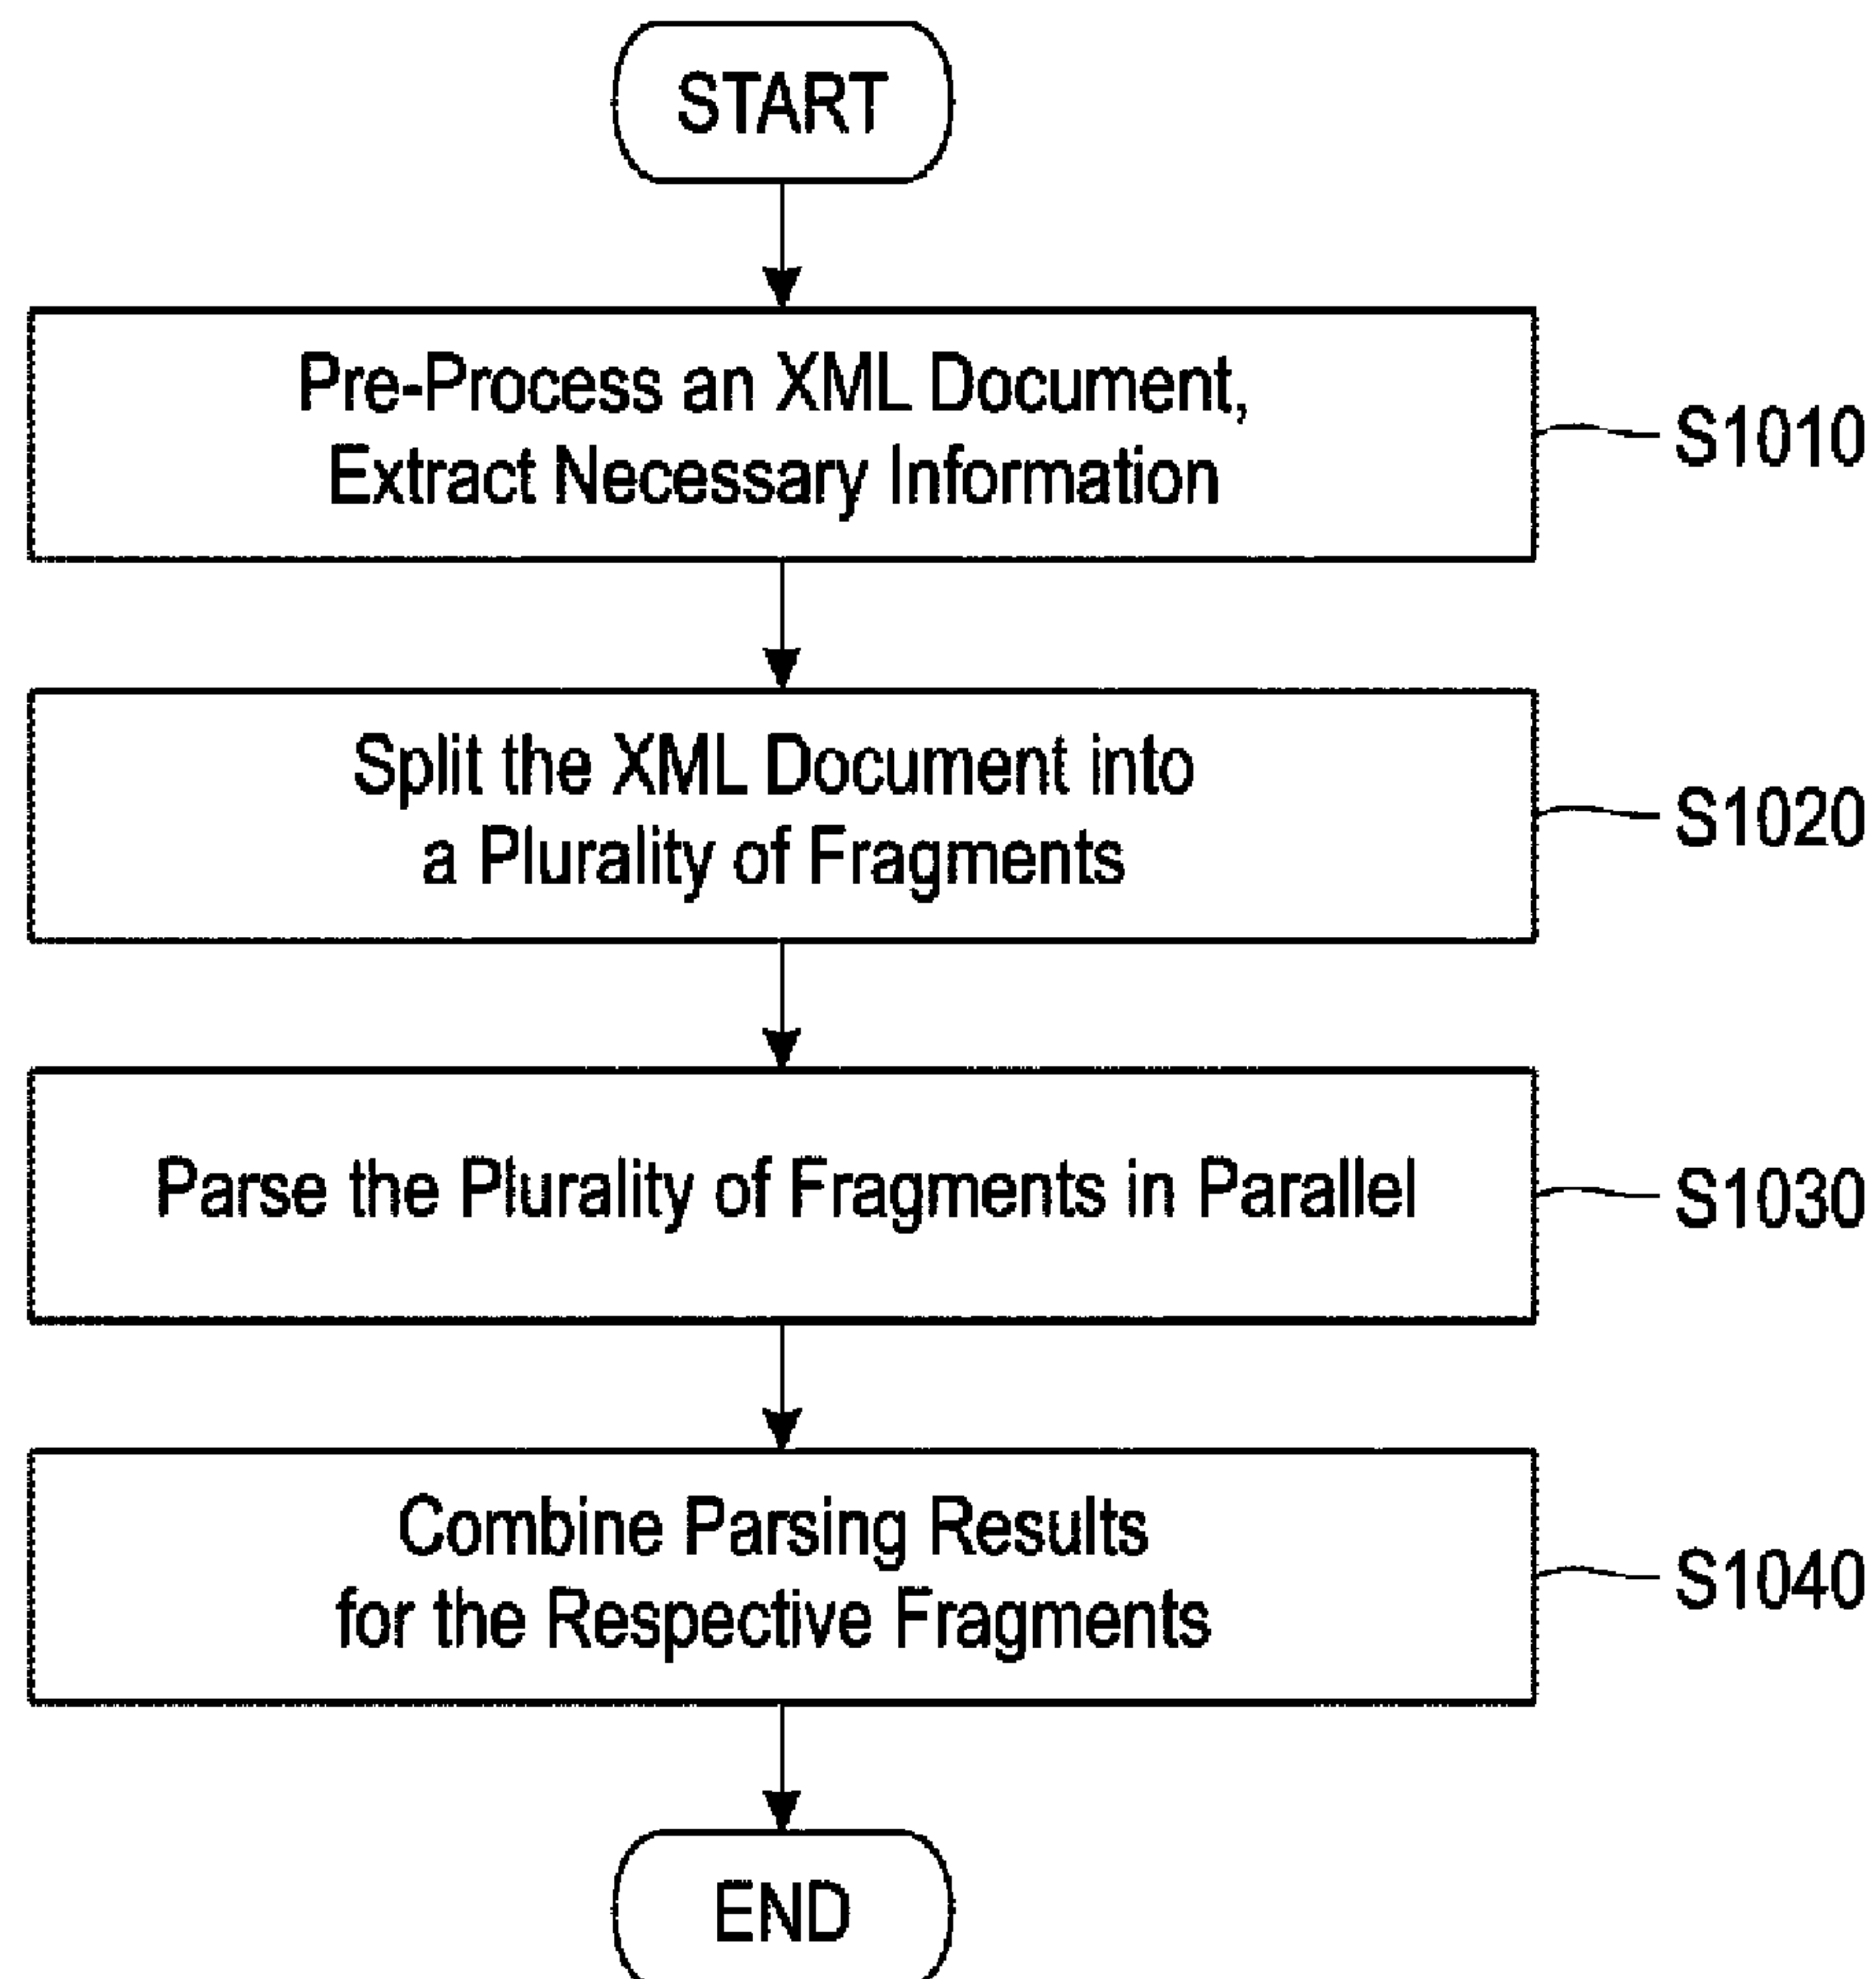 START
Pre-Process an XML Document,
Extract Necessary Information
S1010
Split the XML Document into
a Plurality of Fragments
S1020
Parse the Plurality of Fragments in Parallel
S1030
Combine Parsing Results
for the Respective Fragments
S1040
END